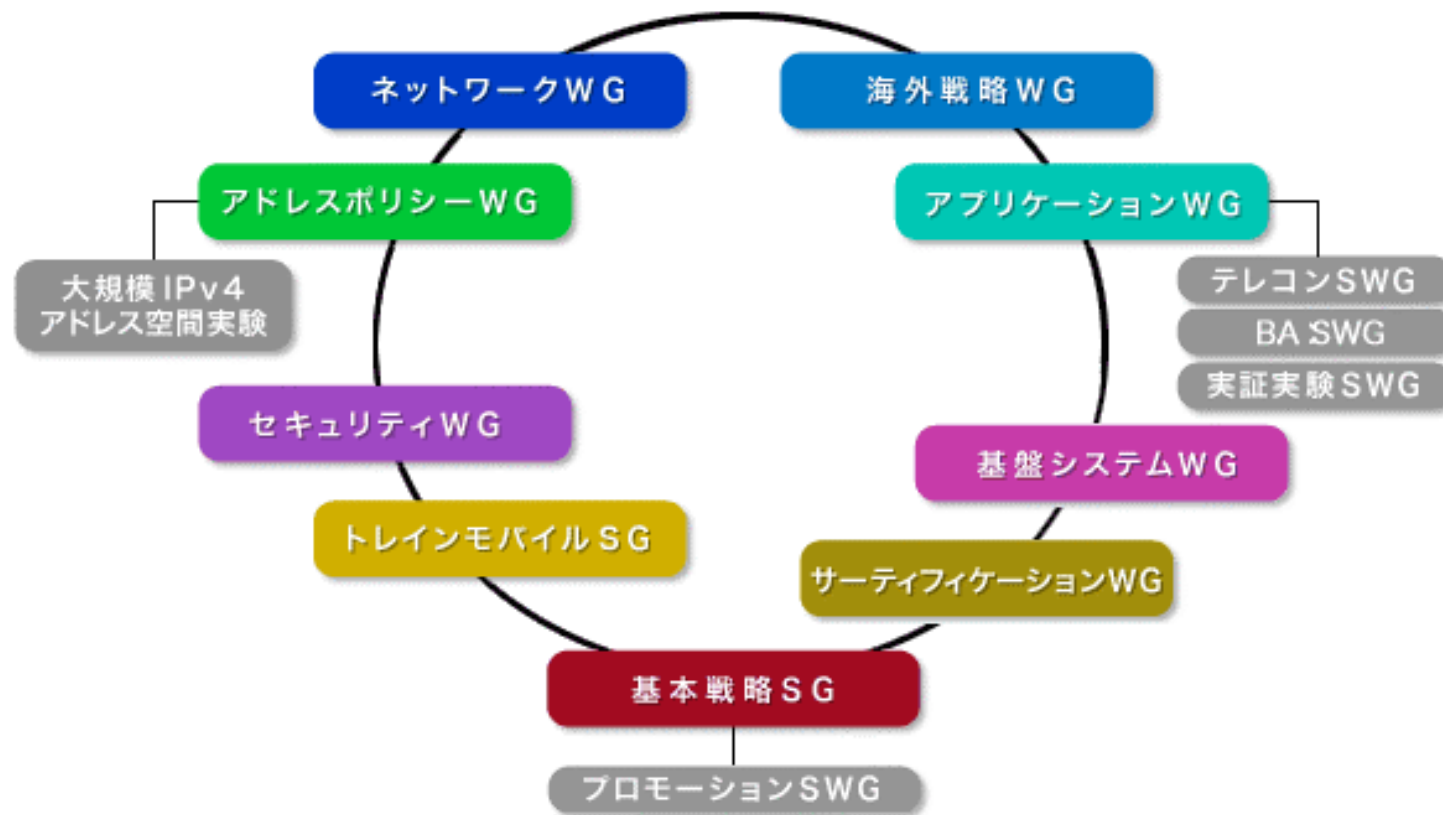 ネットワークWG
海外戦略WG
アドレスポリシーWG
アプリケーションWG
大規模IPv4
アドレス空間実験
テレコンSWG
BA SWG
実証実験SWG
セキュリティWG
基盤システムWG
トレインモバイルSG
サーティフィケーションWG
基本戦略SG
プロモーションSWG